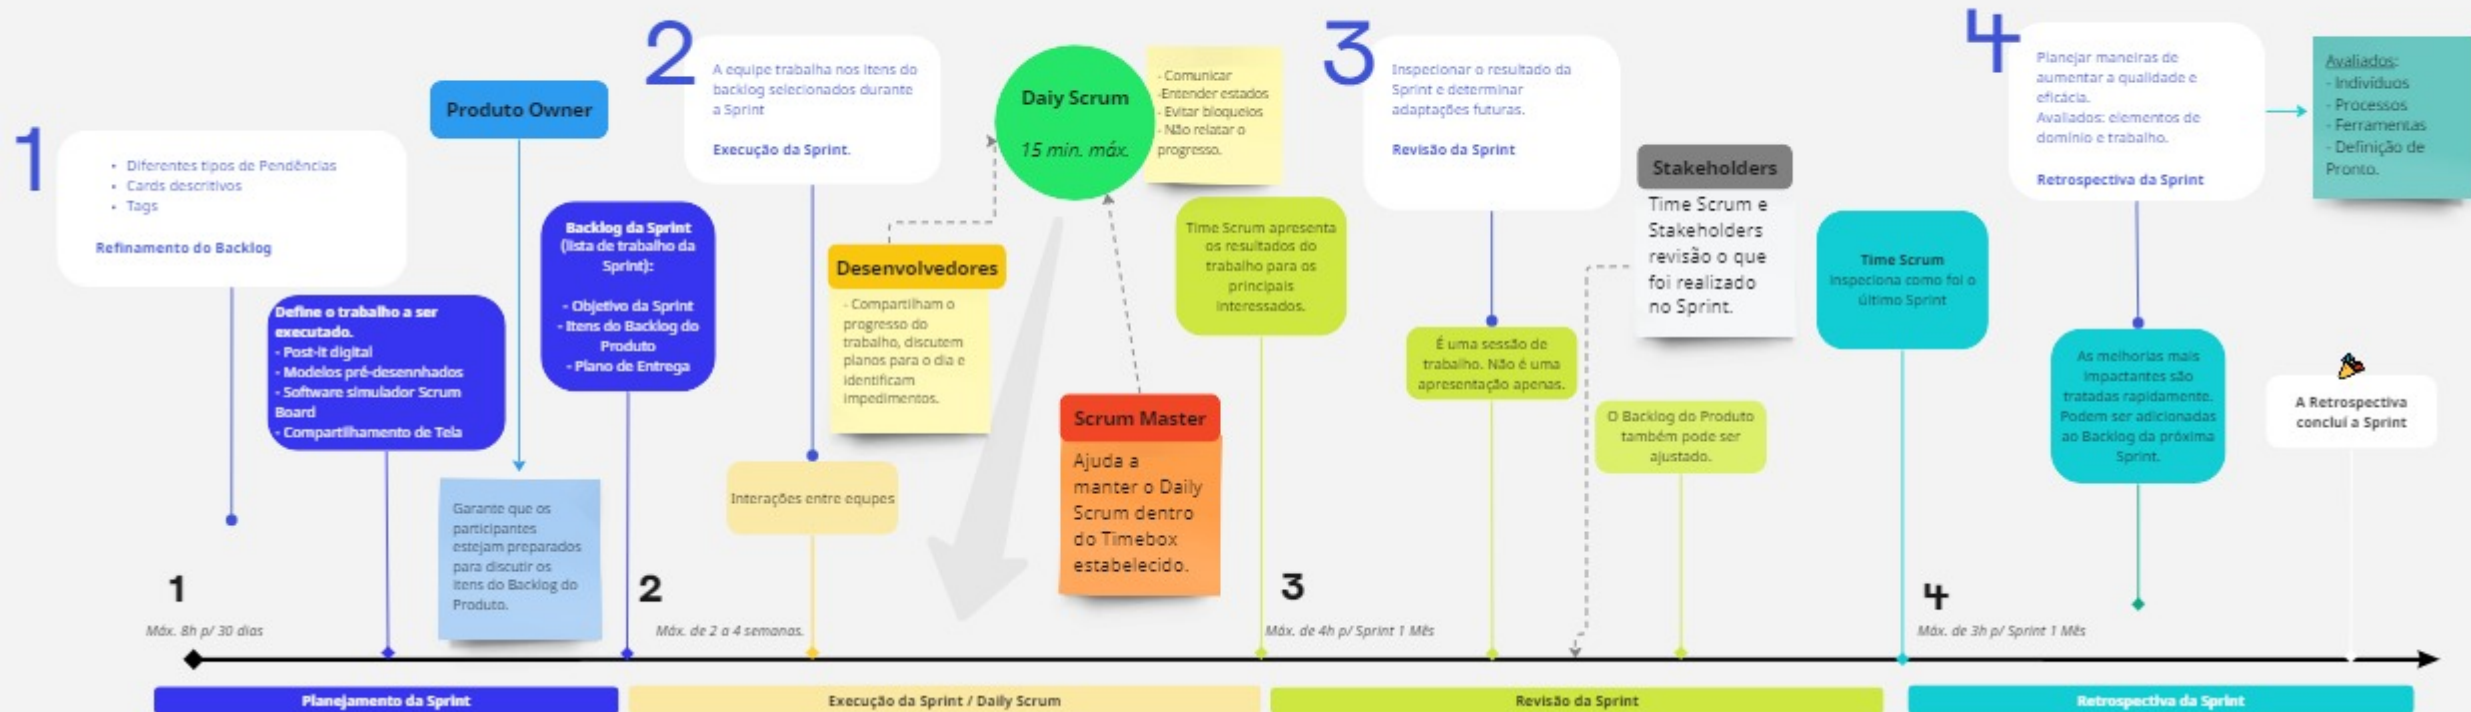 1
• Diferentes tipos de Pendências
• Cards descritivos
• Tags
Refinamento do Backlog
Define o trabalho a ser
executado.
- Post-it digital
- Modelos pré-desennhados
- Software simulador Scrum
Board
- Compartilhamento de Tela
Produto Owner
Garante que os
participantes
estejam preparados
para discutir os
itens do Backlog do
Produto.
Backlog da Sprint
(lista de trabalho da
Sprint):
- Objetivo da Sprint
- Itens do Backlog do
Produto
- Plano de Entrega
2
A equipe trabalha nos itens do
backlog selecionados durante
a Sprint
Execução da Sprint.
Interações entre equpes
Desenvolvedores
- Compartilham o
progresso do
trabalho, discutem
planos para o dia e
identificam
impedimentos.
Daiy Scrum
15 min. máx.
- Comunicar
-Entender estados
- Evitar bloqueios
- Não relatar o
progresso.
Scrum Master
Ajuda a
manter o Daily
Scrum dentro
do Timebox
estabelecido.
Time Scrum apresenta
os resultados do
trabalho para os
principais
interessados.
3
Inspecionar o resultado da
Sprint e determinar
adaptações futuras.
Revisão da Sprint
É uma sessão de
trabalho. Não é uma
apresentação apenas.
Stakeholders
Time Scrum e
Stakeholders
revisão o que
foi realizado
no Sprint.
O Backlog do Produto
também pode ser
ajustado.
Time Scrum
Inspeciona como foi o
último Sprint
4
Planejar maneiras de
aumentar a qualidade e
eficácia.
Avaliados: elementos de
domínio e trabalho.
Retrospectiva da Sprint
Avaliados:
- Indivíduos
- Processos
- Ferramentas
- Definição de
Pronto.
As melhorias mais
impactantes são
tratadas rapidamente.
Podem ser adicionadas
ao Backlog da próxima
Sprint.
A Retrospectiva
conclui a Sprint
1
Máx. 8h p/ 30 dias
2
Máx. de 2 a 4 semanas.
3
Máx. de 4h p/ Sprint 1 Mês
4
Máx. de 3h p/ Sprint 1 Mês
Planejamento da Sprint
Execução da Sprint / Daily Scrum
Revisão da Sprint
Retrospectiva da Sprint